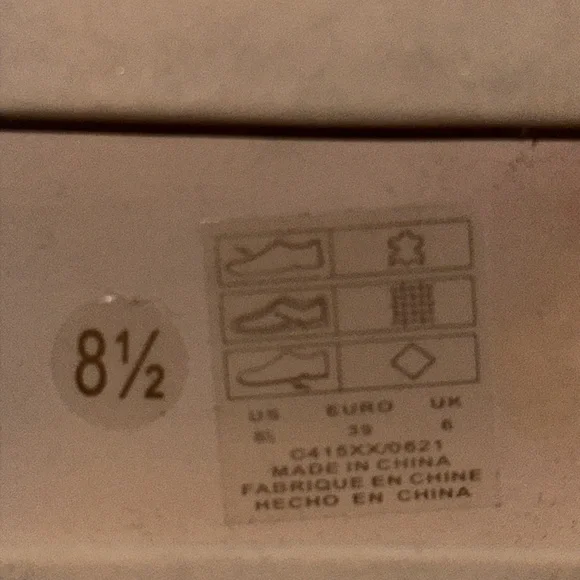 8½
US EURO UK
8½ 39 6
C415XX/0621
MADE IN CHINA
FABRIQUE EN CHINE
HECHO EN CHINA